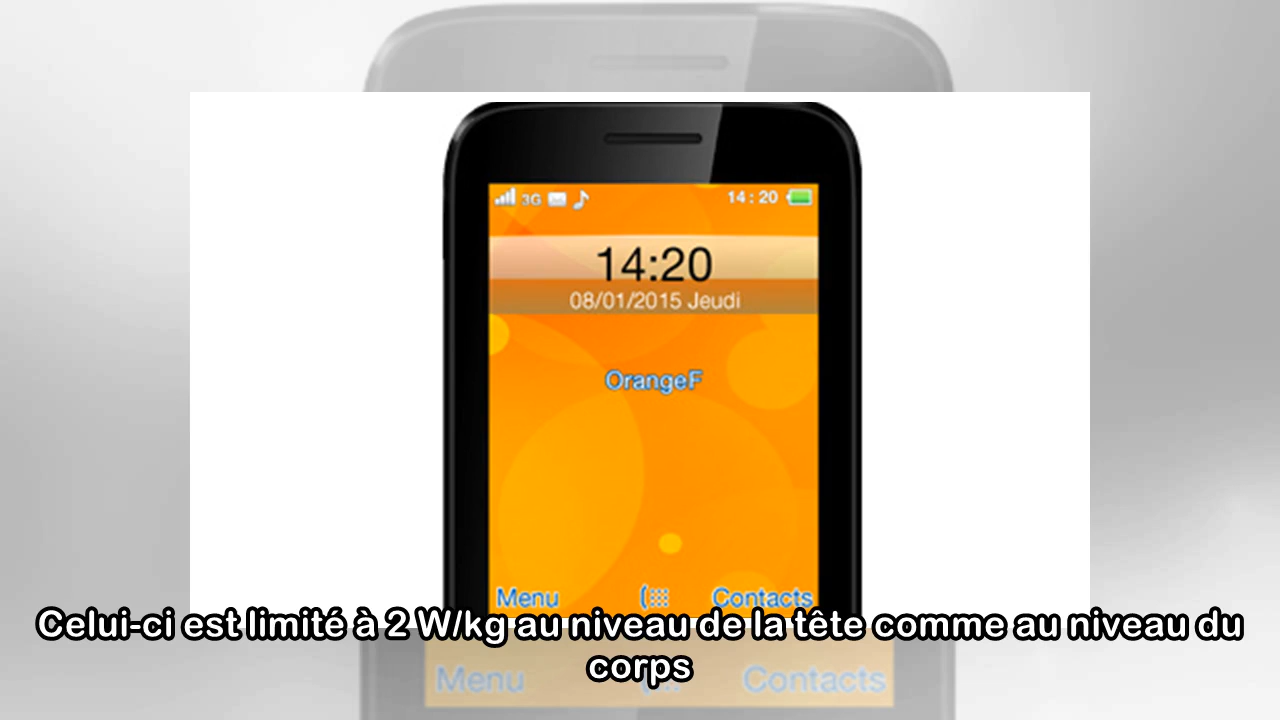 3G 14:20
14:20
08/01/2015 Jeudi
OrangeF
Menu Contacts
Celui-ci est limité à 2 W/kg au niveau de la tête comme au niveau du
corps
Menu Contacts